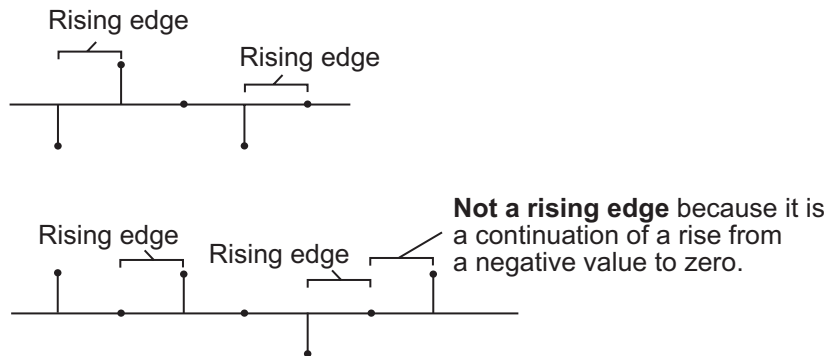 Rising edge
Rising edge
Not a rising edge because it is
a continuation of a rise from
a negative value to zero.
Rising edge
Rising edge